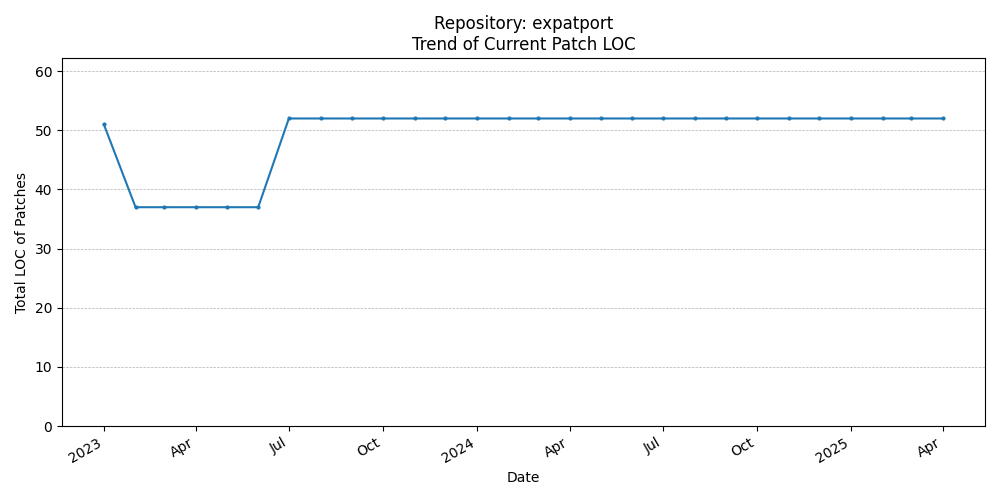 Repository: expatport
Trend of Current Patch LOC
Total LOC of Patches
60
50
40
30
20
10
0
2023
Apr
Jul
Oct
2024
Apr
Jul
Oct
2025
Apr
Date